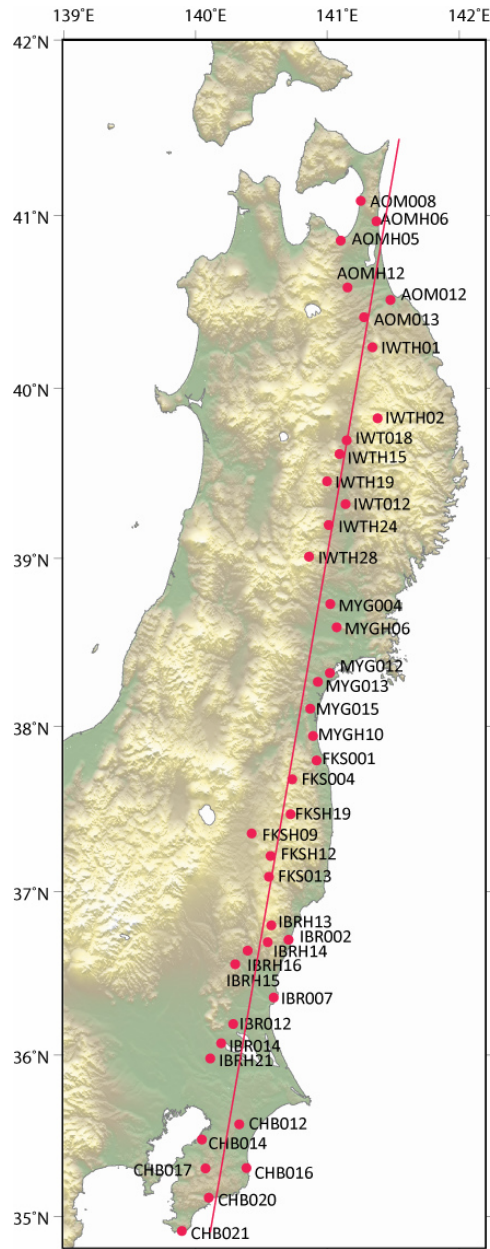 139°E
140°E
141°E
142°E
42°N
AOM008
41°N
AOMH06
AOMH05
AOMH12
AOM012
AOM013
IWTH01
40°N
IWTH02
IWT018
IWTH15
IWTH19
IWT012
IWTH24
39°N
IWTH28
MYG004
MYGH06
MYG012
MYG013
MYG015
38°N
MYGH10
FKS001
FKS004
FKSH19
FKSH09
FKSH12
37°N
FKS013
IBRH13
IBR002
IBRH14
IBRH16
IBRH15
IBR007
IBR012
IBR014
36°N
IBRH21
CHB012
CHB014
CHB017
CHB016
CHB020
35°N
CHB021